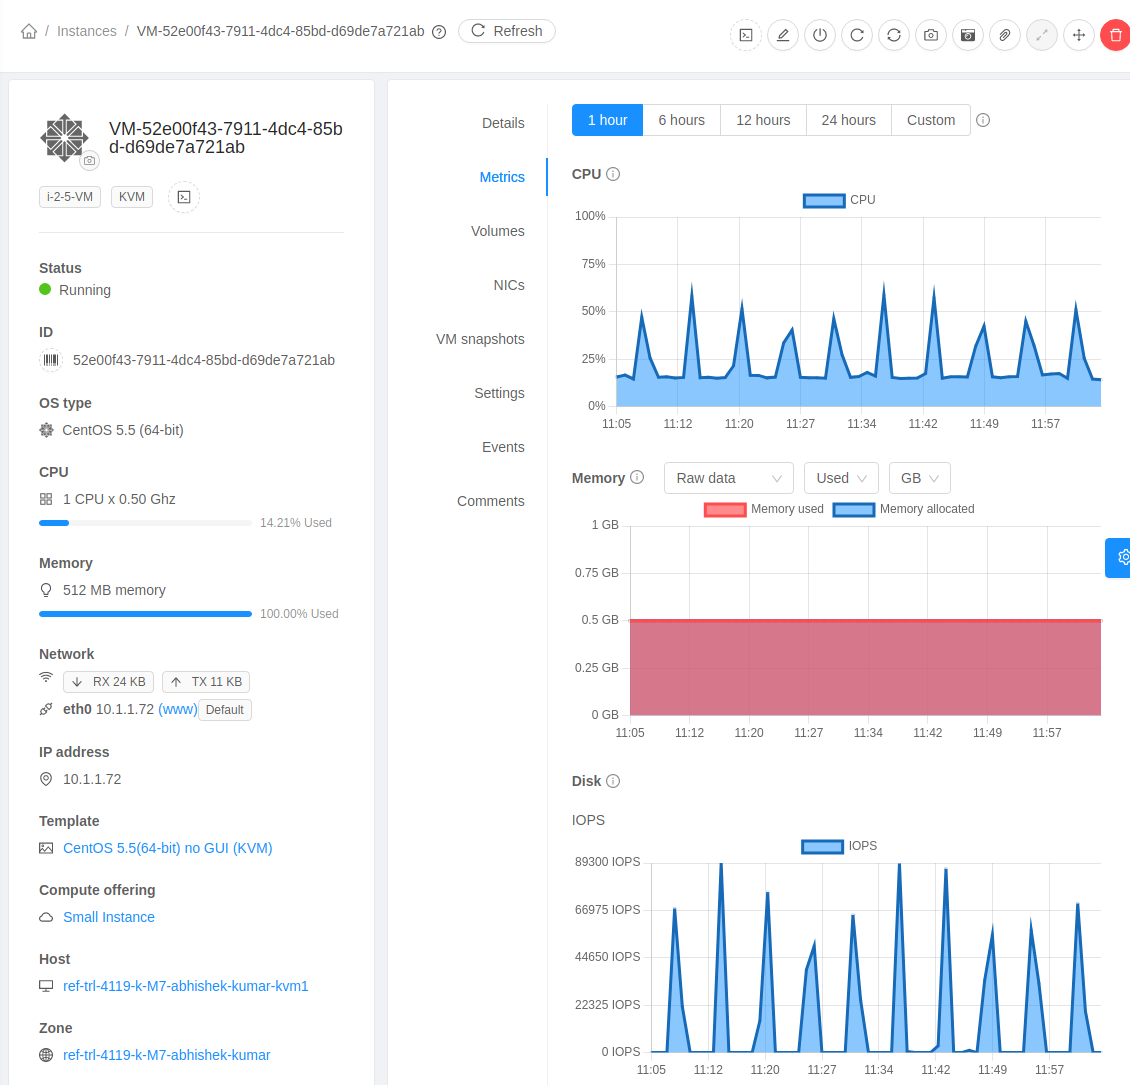 / Instances / VM-52e00f43-7911-4dc4-85bd-d69de7a721ab Refresh
VM-52e00f43-7911-4dc4-85b
d-d69de7a721ab
i-2-5-VM KVM
Status
Running
ID
52e00f43-7911-4dc4-85bd-d69de7a721ab
OS type
CentOS 5.5 (64-bit)
CPU
1 CPU x 0.50 Ghz
14.21% Used
Memory
512 MB memory
100.00% Used
Network
RX 24 KB TX 11 KB
eth0 10.1.1.72 (www) Default
IP address
10.1.1.72
Template
CentOS 5.5(64-bit) no GUI (KVM)
Compute offering
Small Instance
Host
ref-trl-4119-k-M7-abhishek-kumar-kvm1
Zone
ref-trl-4119-k-M7-abhishek-kumar
Details
Metrics
Volumes
NICs
VM snapshots
Settings
Events
Comments
1 hour 6 hours 12 hours 24 hours Custom
CPU
CPU
100%
75%
50%
25%
0%
11:05 11:12 11:20 11:27 11:34 11:42 11:49 11:57
Memory Raw data Used GB
Memory used Memory allocated
1 GB
0.75 GB
0.5 GB
0.25 GB
0 GB
11:05 11:12 11:20 11:27 11:34 11:42 11:49 11:57
Disk
IOPS
IOPS
89300 IOPS
66975 IOPS
44650 IOPS
22325 IOPS
0 IOPS
11:05 11:12 11:20 11:27 11:34 11:42 11:49 11:57